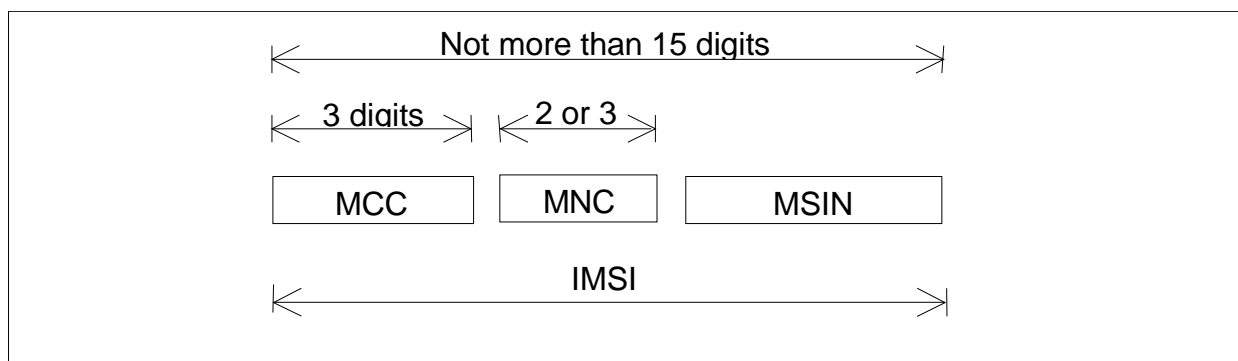 Not more than 15 digits
3 digits 2 or 3
MCC MNC MSIN
IMSI